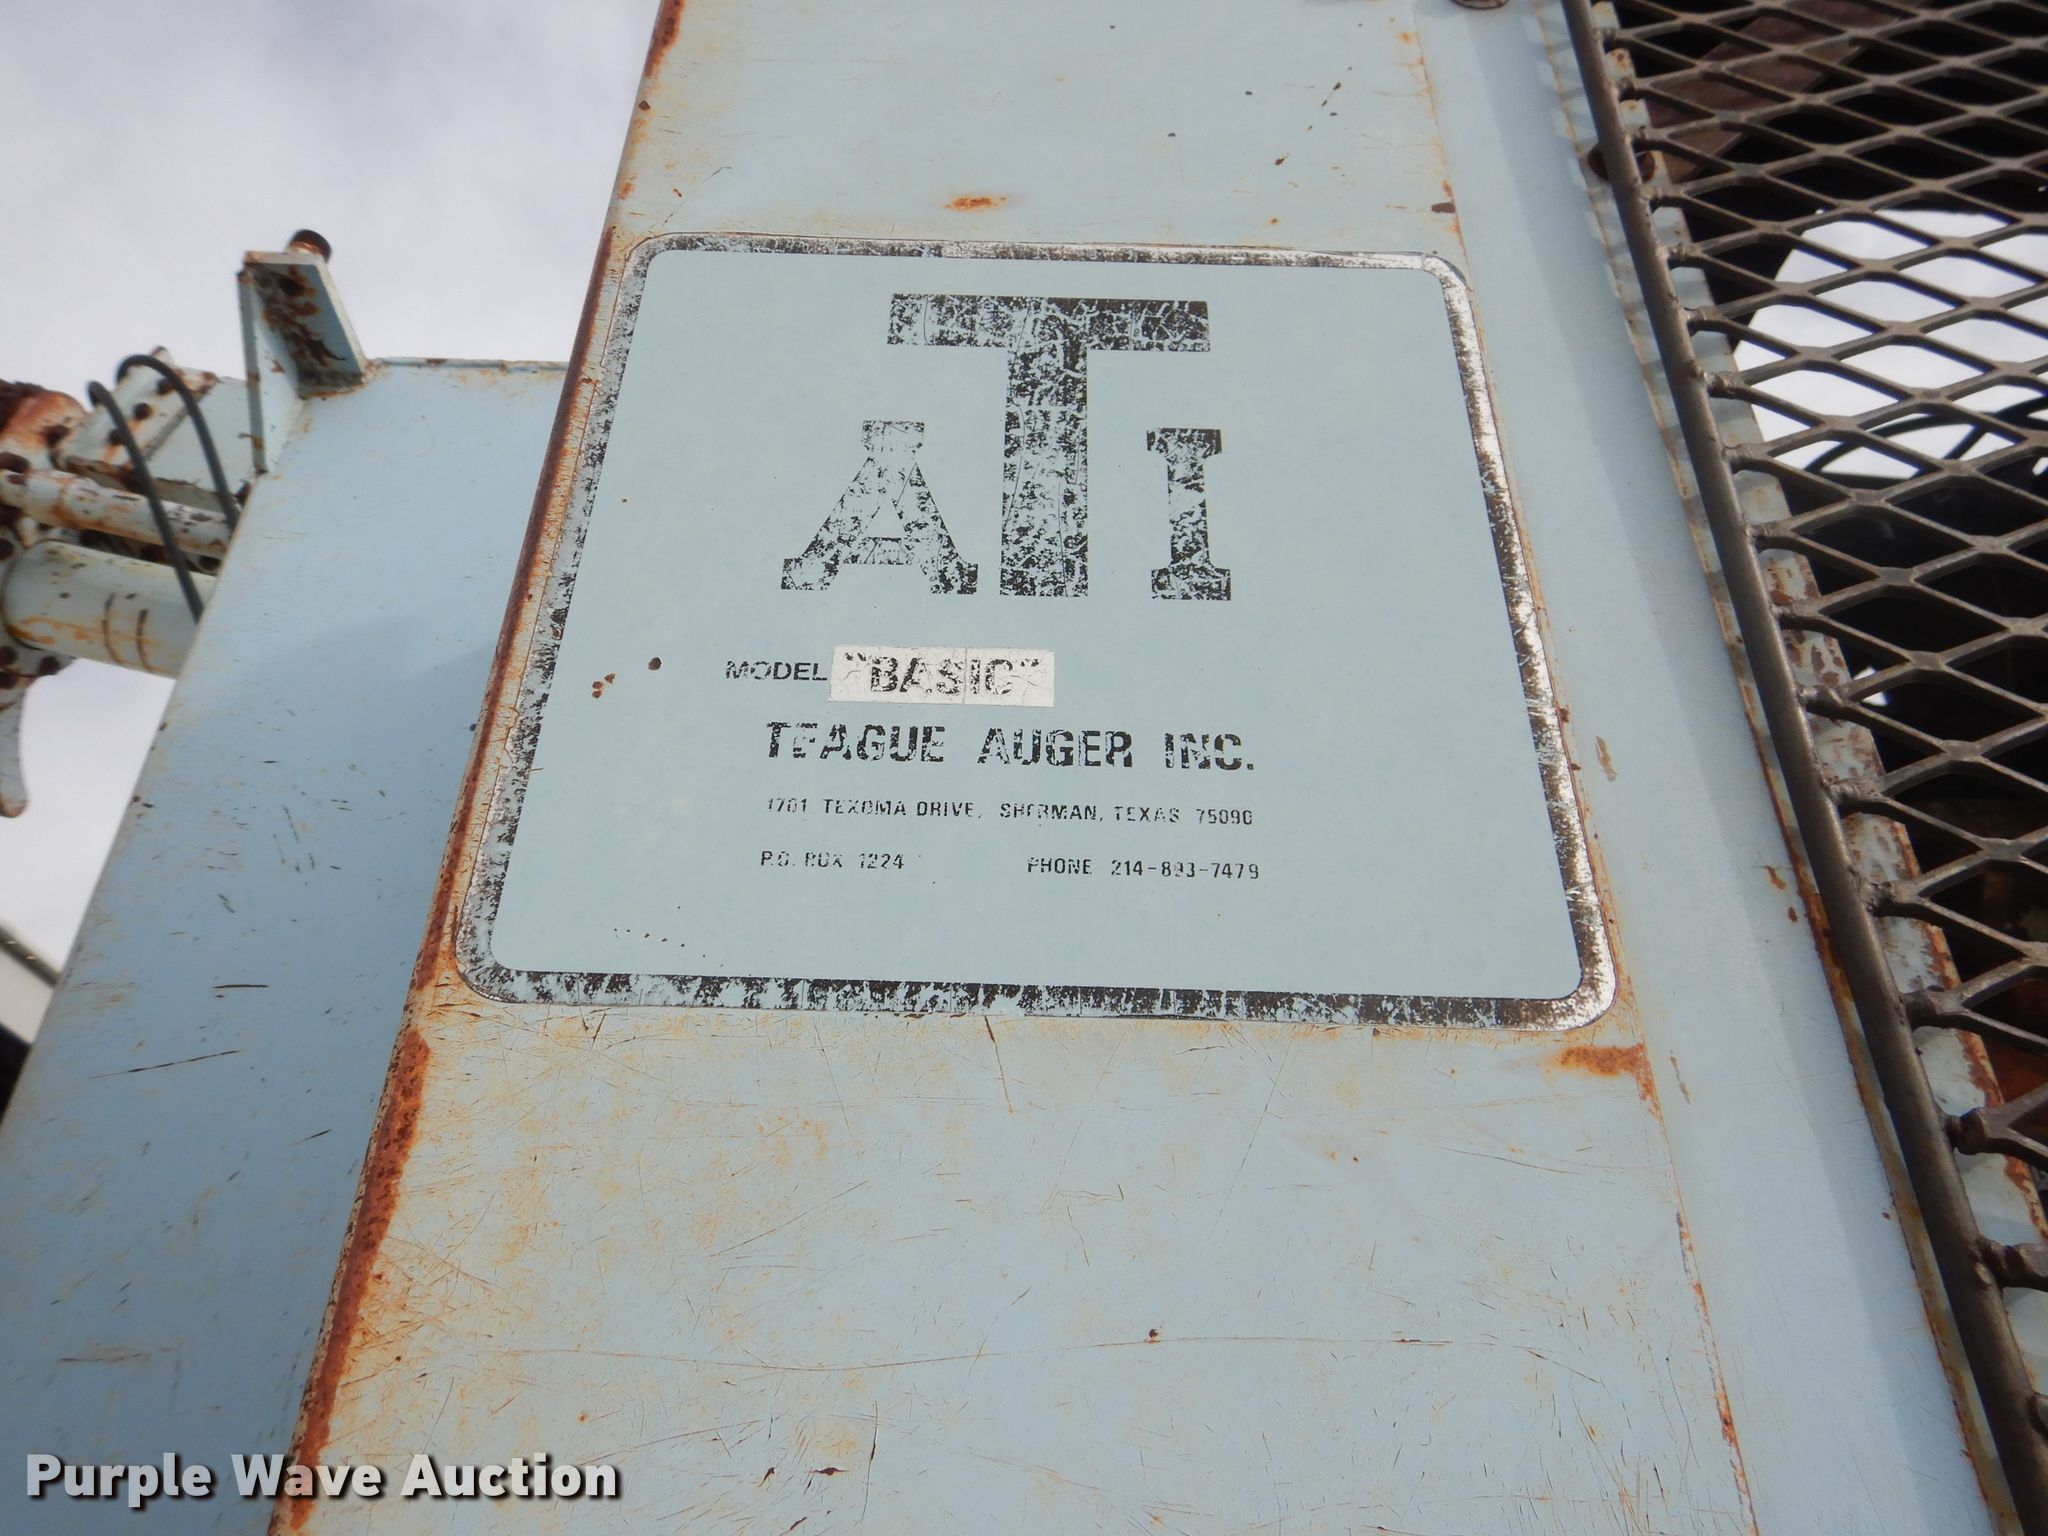 ATI
MODEL "BASIC"
TEAGUE AUGER INC.
1701 TEXOMA DRIVE, SHERMAN, TEXAS 75090
P.O. BOX 1224 PHONE 214-893-7479
Purple Wave Auction